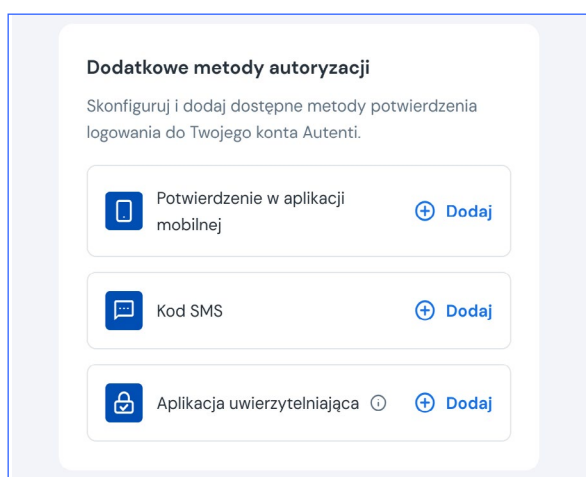 Dodatkowe metody autoryzacji
Skonfiguruj i dodaj dostępne metody potwierdzenia
logowania do Twojego konta Autenti.
Potwierdzenie w aplikacji
mobilnej
Dodaj
Kod SMS
Dodaj
Aplikacja uwierzytelniająca
Dodaj